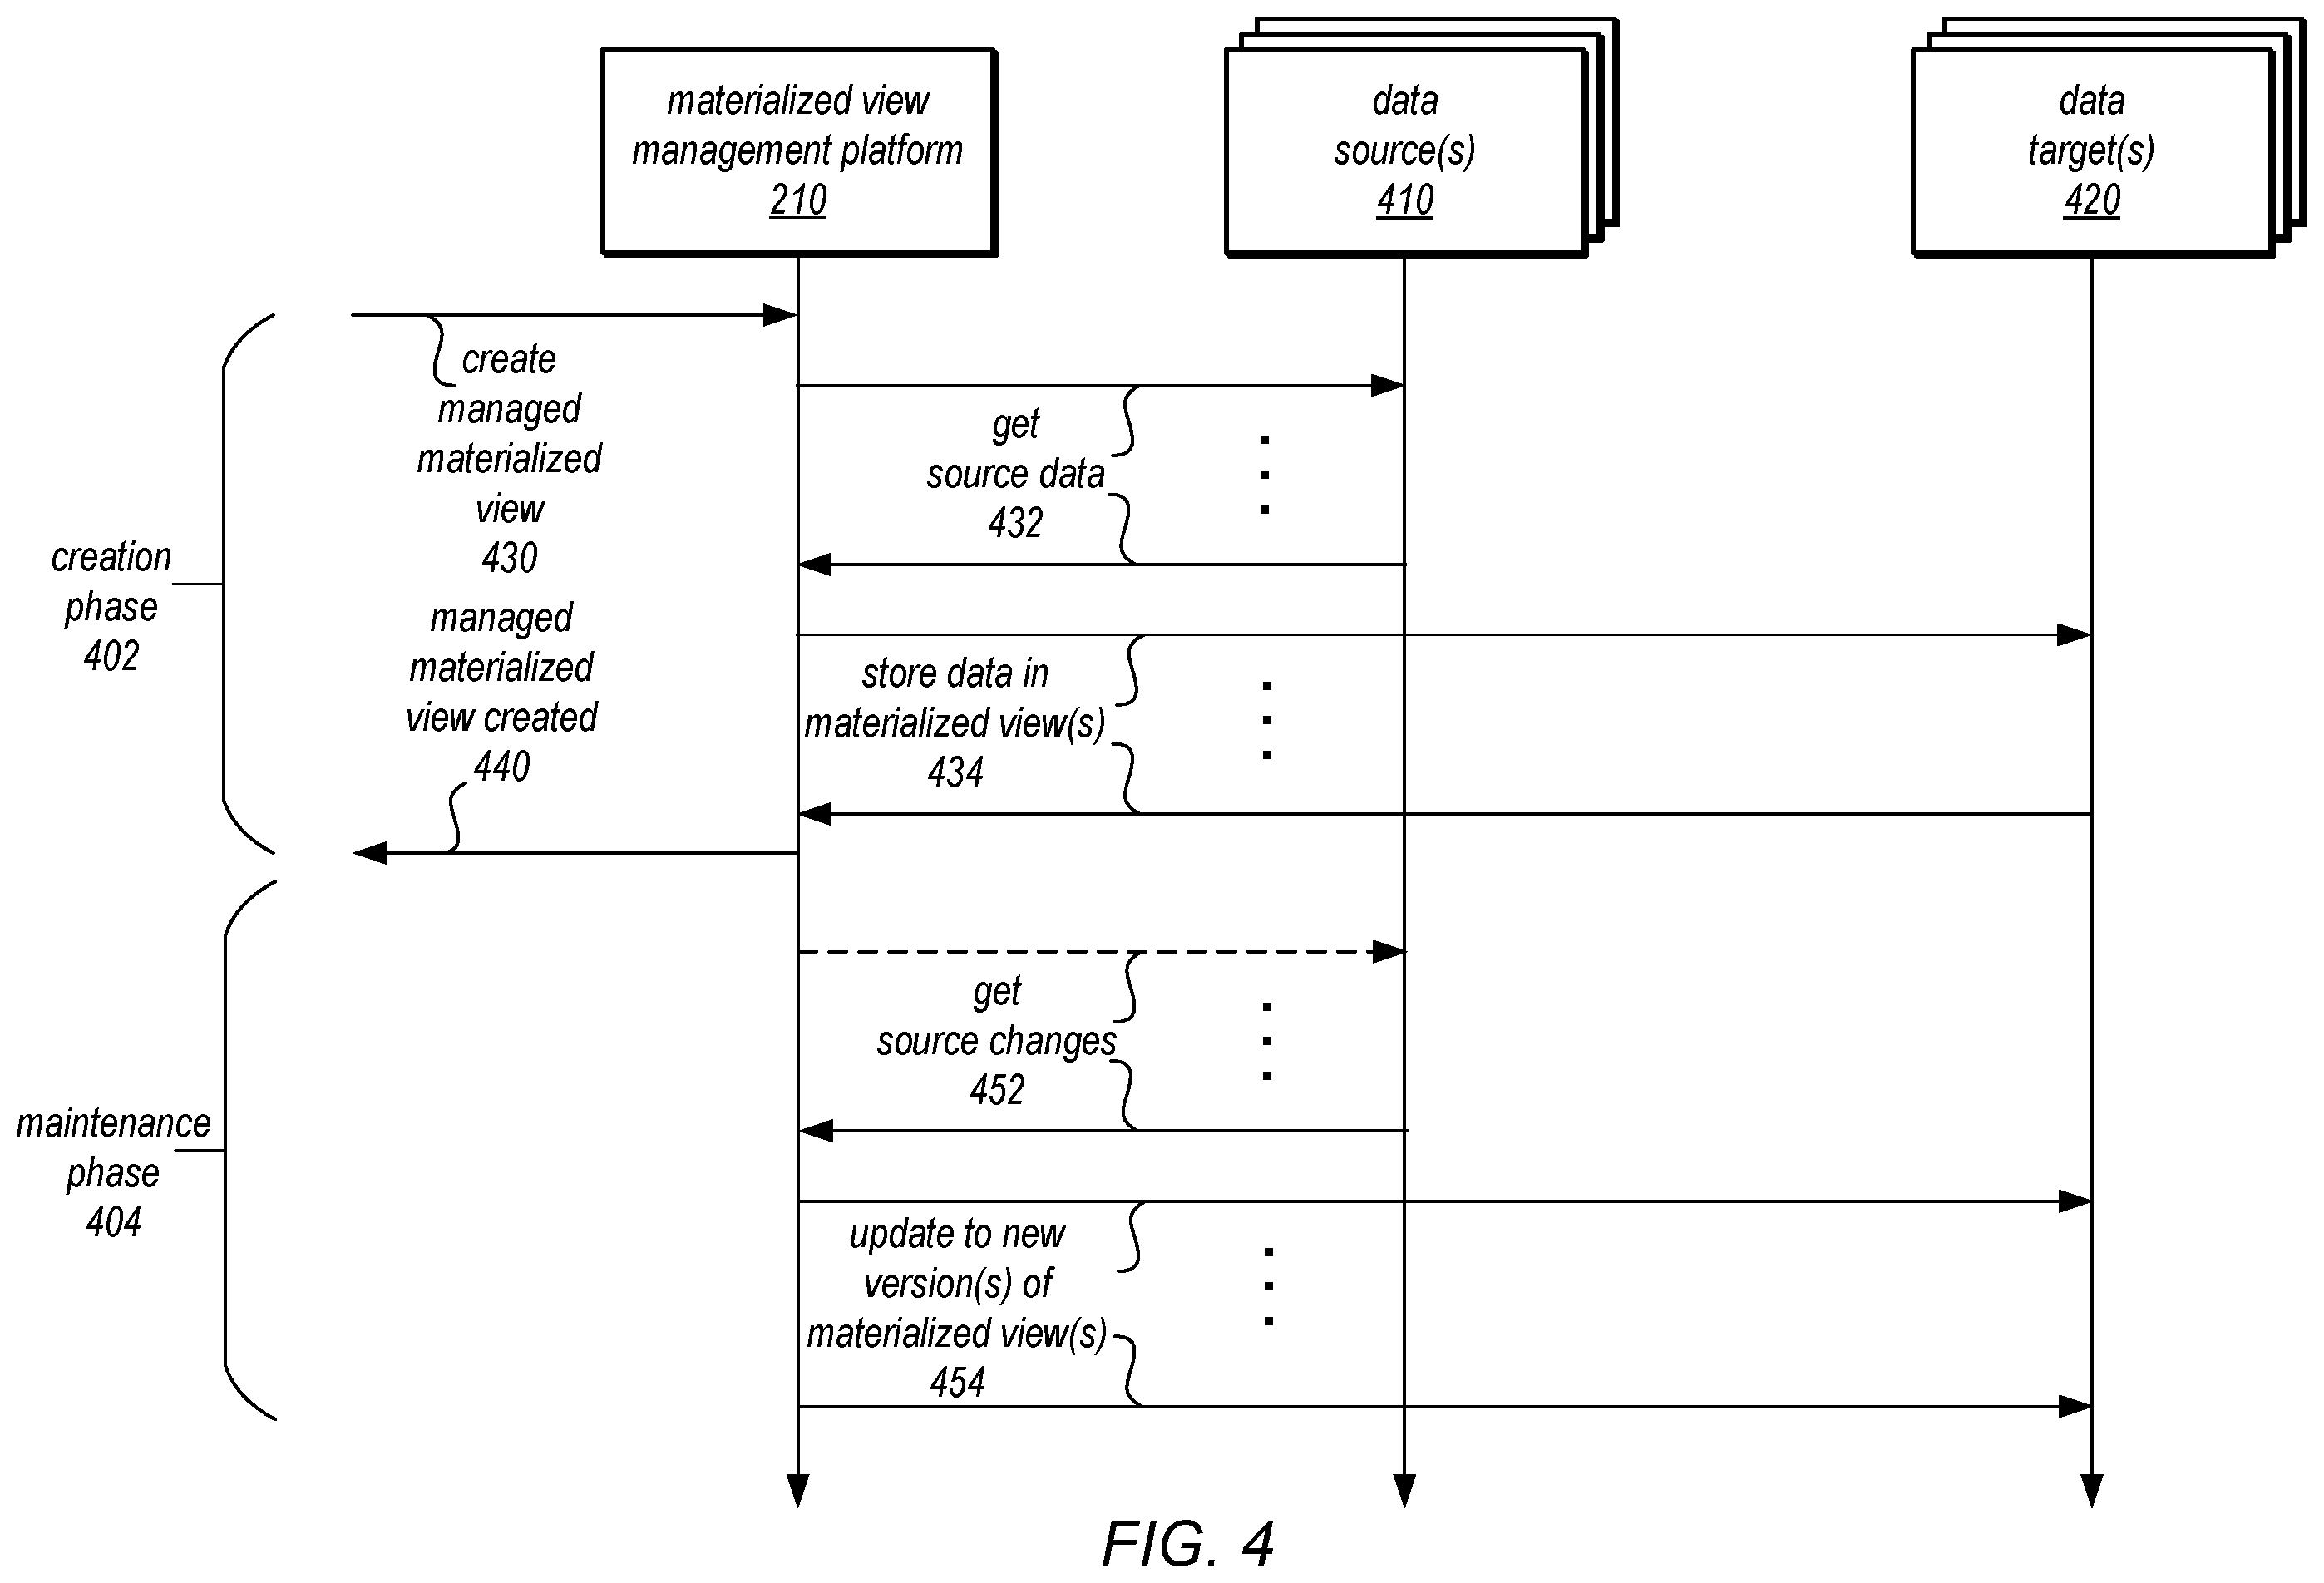 materialized view
management platform
210
data
source(s)
410
data
target(s)
420
creation
phase
402
create
managed
materialized
view
430
get
source data
432
store data in
materialized view(s)
434
managed
materialized
view created
440
maintenance
phase
404
get
source changes
452
update to new
version(s) of
materialized view(s)
454
FIG. 4